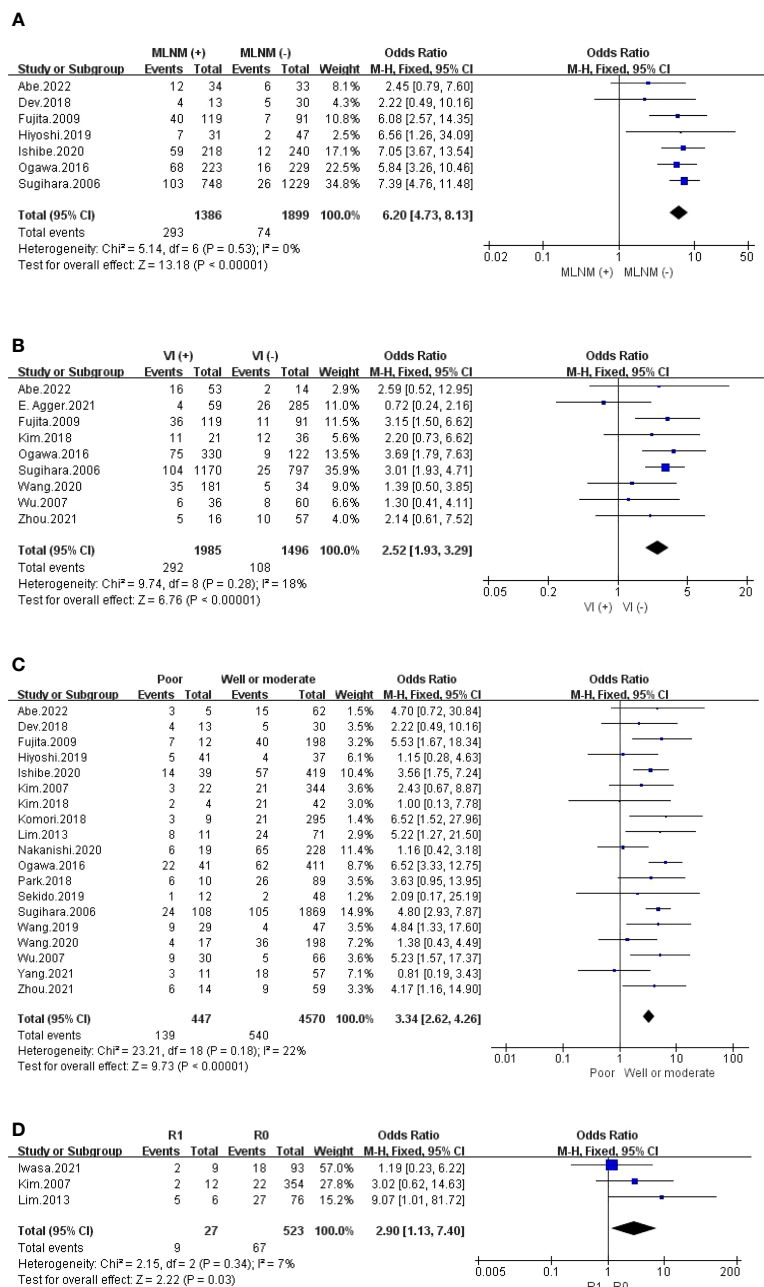 A
MLNM (+) MLNM (-) Odds Ratio Odds Ratio
Study or Subgroup Events Total Events Total Weight M-H, Fixed, 95% CI M-H, Fixed, 95% CI
Abe.2022 12 34 6 33 8.1% 2.45 [0.79, 7.60]
Dev.2018 4 13 5 30 4.3% 2.22 [0.49, 10.16]
Fujita.2009 40 119 7 91 10.8% 6.08 [2.57, 14.35]
Hiyoshi.2019 7 31 2 47 2.5% 6.56 [1.26, 34.09]
Ishibe.2020 59 218 12 240 17.1% 7.05 [3.67, 13.54]
Ogawa.2016 68 223 16 229 22.5% 5.84 [3.26, 10.46]
Sugihara.2006 103 748 26 1229 34.8% 7.39 [4.76, 11.48]
Total (95% CI) 1386 1899 100.0% 6.20 [4.73, 8.13]
Total events 293 74
Heterogeneity: Chi² = 5.14, df = 6 (P = 0.53); I² = 0%
Test for overall effect: Z = 13.18 (P < 0.00001)
0.02 0.1 1 10 50
MLNM (+) MLNM (-)
B
VI (+) VI (-) Odds Ratio Odds Ratio
Study or Subgroup Events Total Events Total Weight M-H, Fixed, 95% CI M-H, Fixed, 95% CI
Abe.2022 16 53 2 14 2.9% 2.59 [0.52, 12.95]
E. Agger.2021 4 59 26 285 11.0% 0.72 [0.24, 2.16]
Fujita.2009 36 119 11 91 11.5% 3.15 [1.50, 6.62]
Kim.2018 11 21 12 36 5.6% 2.20 [0.73, 6.62]
Ogawa.2016 75 330 9 122 13.5% 3.69 [1.79, 7.63]
Sugihara.2006 104 1170 25 797 35.9% 3.01 [1.93, 4.71]
Wang.2020 35 181 5 34 9.0% 1.39 [0.50, 3.85]
Wu.2007 6 36 8 60 6.6% 1.30 [0.41, 4.11]
Zhou.2021 5 16 10 57 4.0% 2.14 [0.61, 7.52]
Total (95% CI) 1985 1496 100.0% 2.52 [1.93, 3.29]
Total events 292 108
Heterogeneity: Chi² = 9.74, df = 8 (P = 0.28); I² = 18%
Test for overall effect: Z = 6.76 (P < 0.00001)
0.05 0.2 1 5 20
VI (+) VI (-)
C
Poor Well or moderate Odds Ratio Odds Ratio
Study or Subgroup Events Total Events Total Weight M-H, Fixed, 95% CI M-H, Fixed, 95% CI
Abe.2022 3 5 15 62 1.5% 4.70 [0.72, 30.84]
Dev.2018 4 13 5 30 4.0% 2.22 [0.49, 10.16]
Fujita.2009 7 12 40 198 3.2% 5.53 [1.67, 18.34]
Hiyoshi.2019 5 41 4 37 6.1% 1.15 [0.28, 4.63]
Ishibe.2020 14 39 57 419 10.4% 3.56 [1.75, 7.24]
Kim.2007 3 22 21 344 3.8% 2.43 [0.67, 8.87]
Kim.2018 2 4 21 42 3.0% 1.00 [0.13, 7.78]
Komori.2018 3 9 21 295 1.4% 6.52 [1.52, 27.96]
Lim.2013 8 11 24 71 2.9% 5.22 [1.27, 21.50]
Nakanishi.2020 6 19 65 228 11.4% 1.16 [0.42, 3.18]
Ogawa.2016 22 41 62 411 8.7% 6.52 [3.33, 12.75]
Park.2018 6 10 26 89 3.5% 3.63 [0.95, 13.95]
Sekido.2019 1 12 2 48 1.1% 2.09 [0.17, 25.19]
Sugihara.2006 24 108 105 1869 14.9% 4.80 [2.93, 7.87]
Wang.2019 9 29 4 47 3.5% 4.84 [1.33, 17.60]
Wang.2020 4 17 36 198 7.2% 1.38 [0.43, 4.49]
Wu.2007 9 30 5 66 3.6% 5.23 [1.57, 17.37]
Yang.2021 3 11 18 57 6.5% 0.81 [0.19, 3.43]
Zhou.2021 6 14 9 59 3.3% 4.17 [1.16, 14.90]
Total (95% CI) 447 4570 100.0% 3.34 [2.62, 4.26]
Total events 139 540
Heterogeneity: Chi² = 23.21, df = 18 (P = 0.18); I² = 22%
Test for overall effect: Z = 9.73 (P < 0.00001)
0.01 0.1 1 10 100
Poor Well or moderate
D
R1 R0 Odds Ratio Odds Ratio
Study or Subgroup Events Total Events Total Weight M-H, Fixed, 95% CI M-H, Fixed, 95% CI
Iwasa.2021 2 9 18 93 57.0% 1.19 [0.23, 6.22]
Kim.2007 2 12 22 354 27.8% 3.02 [0.62, 14.63]
Lim.2013 5 6 27 76 15.2% 9.07 [1.01, 81.72]
Total (95% CI) 27 523 100.0% 2.90 [1.13, 7.40]
Total events 9 67
Heterogeneity: Chi² = 2.15, df = 2 (P = 0.34); I² = 7%
Test for overall effect: Z = 2.22 (P = 0.03)
0.005 0.1 1 10 200
R1 R0